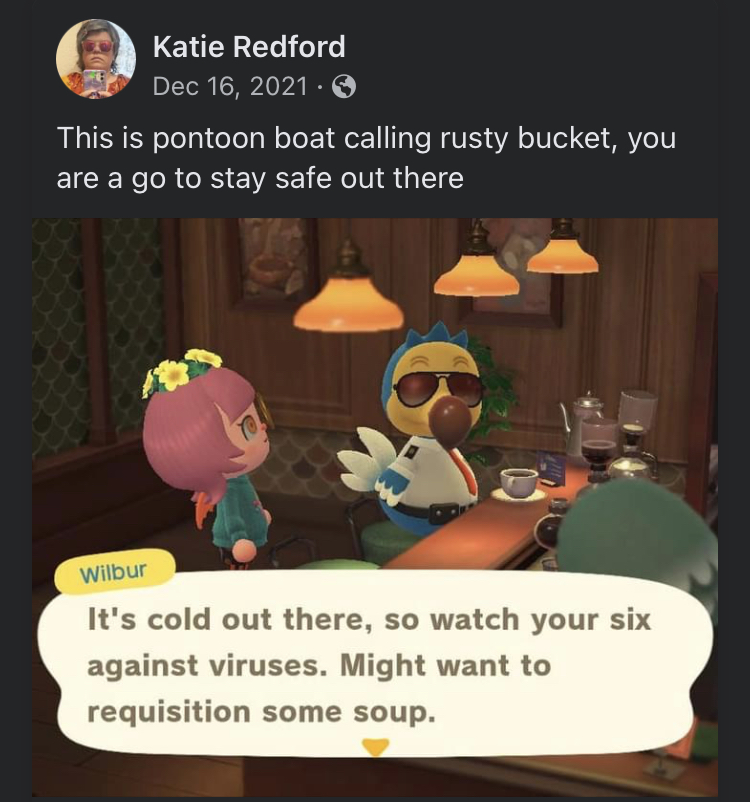 Katie Redford
Dec 16, 2021 ·
This is pontoon boat calling rusty bucket, you
are a go to stay safe out there
Wilbur
It's cold out there, so watch your six
against viruses. Might want to
requisition some soup.